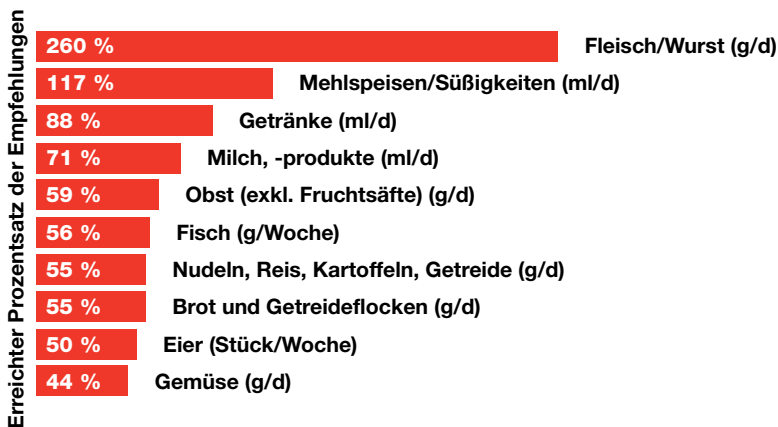 Erreichter Prozentsatz der Empfehlungen
260 % Fleisch/Wurst (g/d)
117 % Mehlspeisen/Süßigkeiten (ml/d)
88 % Getränke (ml/d)
71 % Milch, -produkte (ml/d)
59 % Obst (exkl. Fruchtsäfte) (g/d)
56 % Fisch (g/Woche)
55 % Nudeln, Reis, Kartoffeln, Getreide (g/d)
55 % Brot und Getreideflocken (g/d)
50 % Eier (Stück/Woche)
44 % Gemüse (g/d)